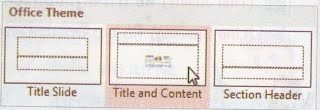 Office Theme
Title Slide
Title and Content
Section Header